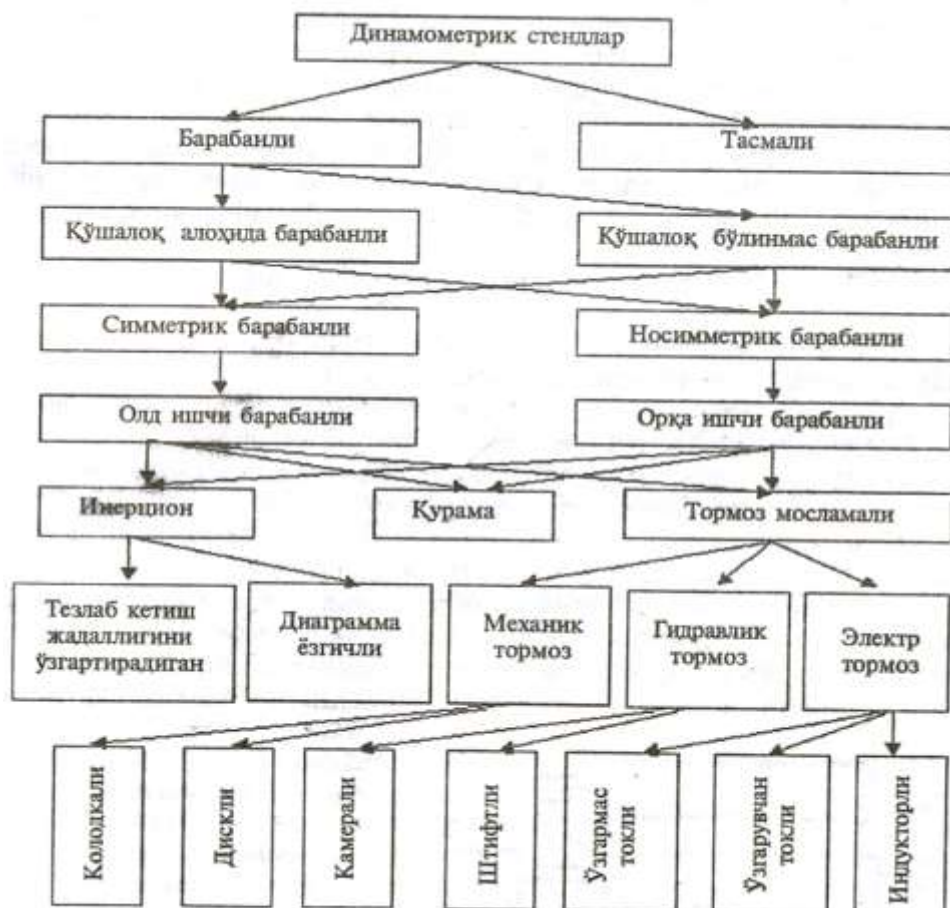 Динамометрик стендлар
Барабанли
Тасмали
Қўшалоқ алоҳида барабанли
Қўшалоқ бўлинмас барабанли
Симметрик барабанли
Носимметрик барабанли
Олд ишчи барабанли
Орқа ишчи барабанли
Инерцион
Қурама
Тормоз мосламали
Тезлаб кетиш
жадаллигини
ўзгартирадиган
Диаграмма
ёзгичли
Механик
тормоз
Гидравлик
тормоз
Электр
тормоз
Колодкали
Дискли
Камерали
Штифтли
Ўзгармас
токли
Ўзгарувчан
токли
Индукторли